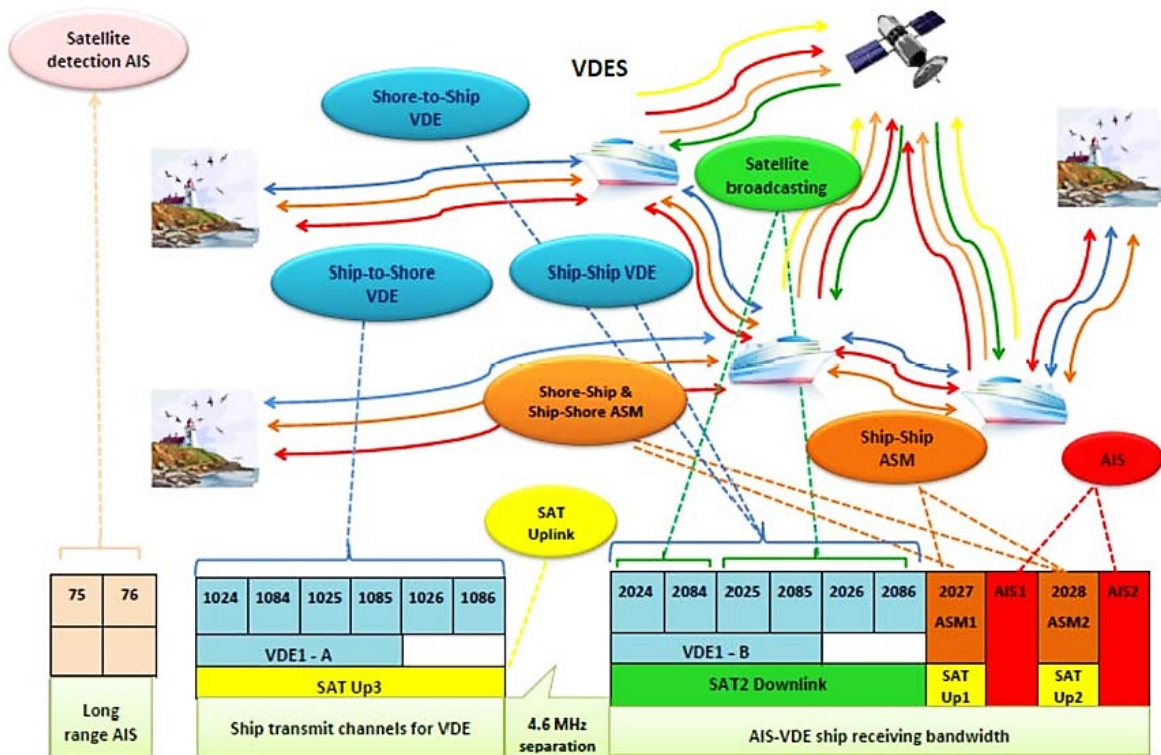 Satellite
detection AIS
VDES
Shore-to-Ship
VDE
Satellite
broadcasting
Ship-to-Shore
VDE
Ship-Ship VDE
Shore-Ship &
Ship-Shore ASM
Ship-Ship
ASM
AIS
SAT
Uplink
75 76
1024 1084 1025 1085 1026 1086
2024 2084 2025 2085 2026 2086
2027
ASM1
AIS1
2028
ASM2
AIS2
VDE1 - A
VDE1 - B
SAT Up3
SAT2 Downlink
SAT
Up1
SAT
Up2
Long
range AIS
Ship transmit channels for VDE
4.6 MHz
separation
AIS-VDE ship receiving bandwidth